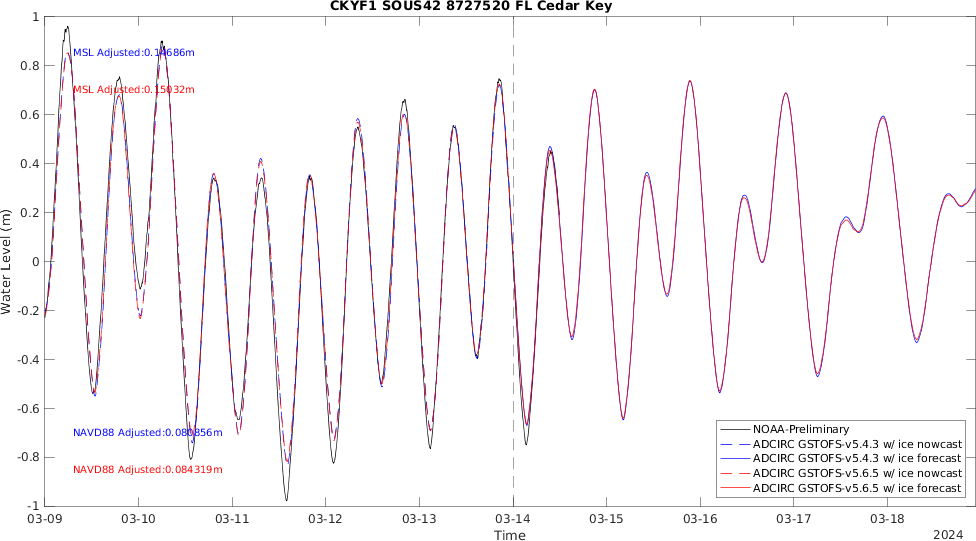 CKYF1 SOUS42 8727520 FL Cedar Key
1
0.8
0.6
0.4
0.2
0
-0.2
-0.4
-0.6
-0.8
-1
Water Level (m)
MSL Adjusted:0.14686m
MSL Adjusted:0.15032m
NAVD88 Adjusted:0.080856m
NAVD88 Adjusted:0.084319m
NOAA-Preliminary
ADCIRC GSTOFS-v5.4.3 w/ ice nowcast
ADCIRC GSTOFS-v5.4.3 w/ ice forecast
ADCIRC GSTOFS-v5.6.5 w/ ice nowcast
ADCIRC GSTOFS-v5.6.5 w/ ice forecast
03-09 03-10 03-11 03-12 03-13 03-14 03-15 03-16 03-17 03-18
Time
2024